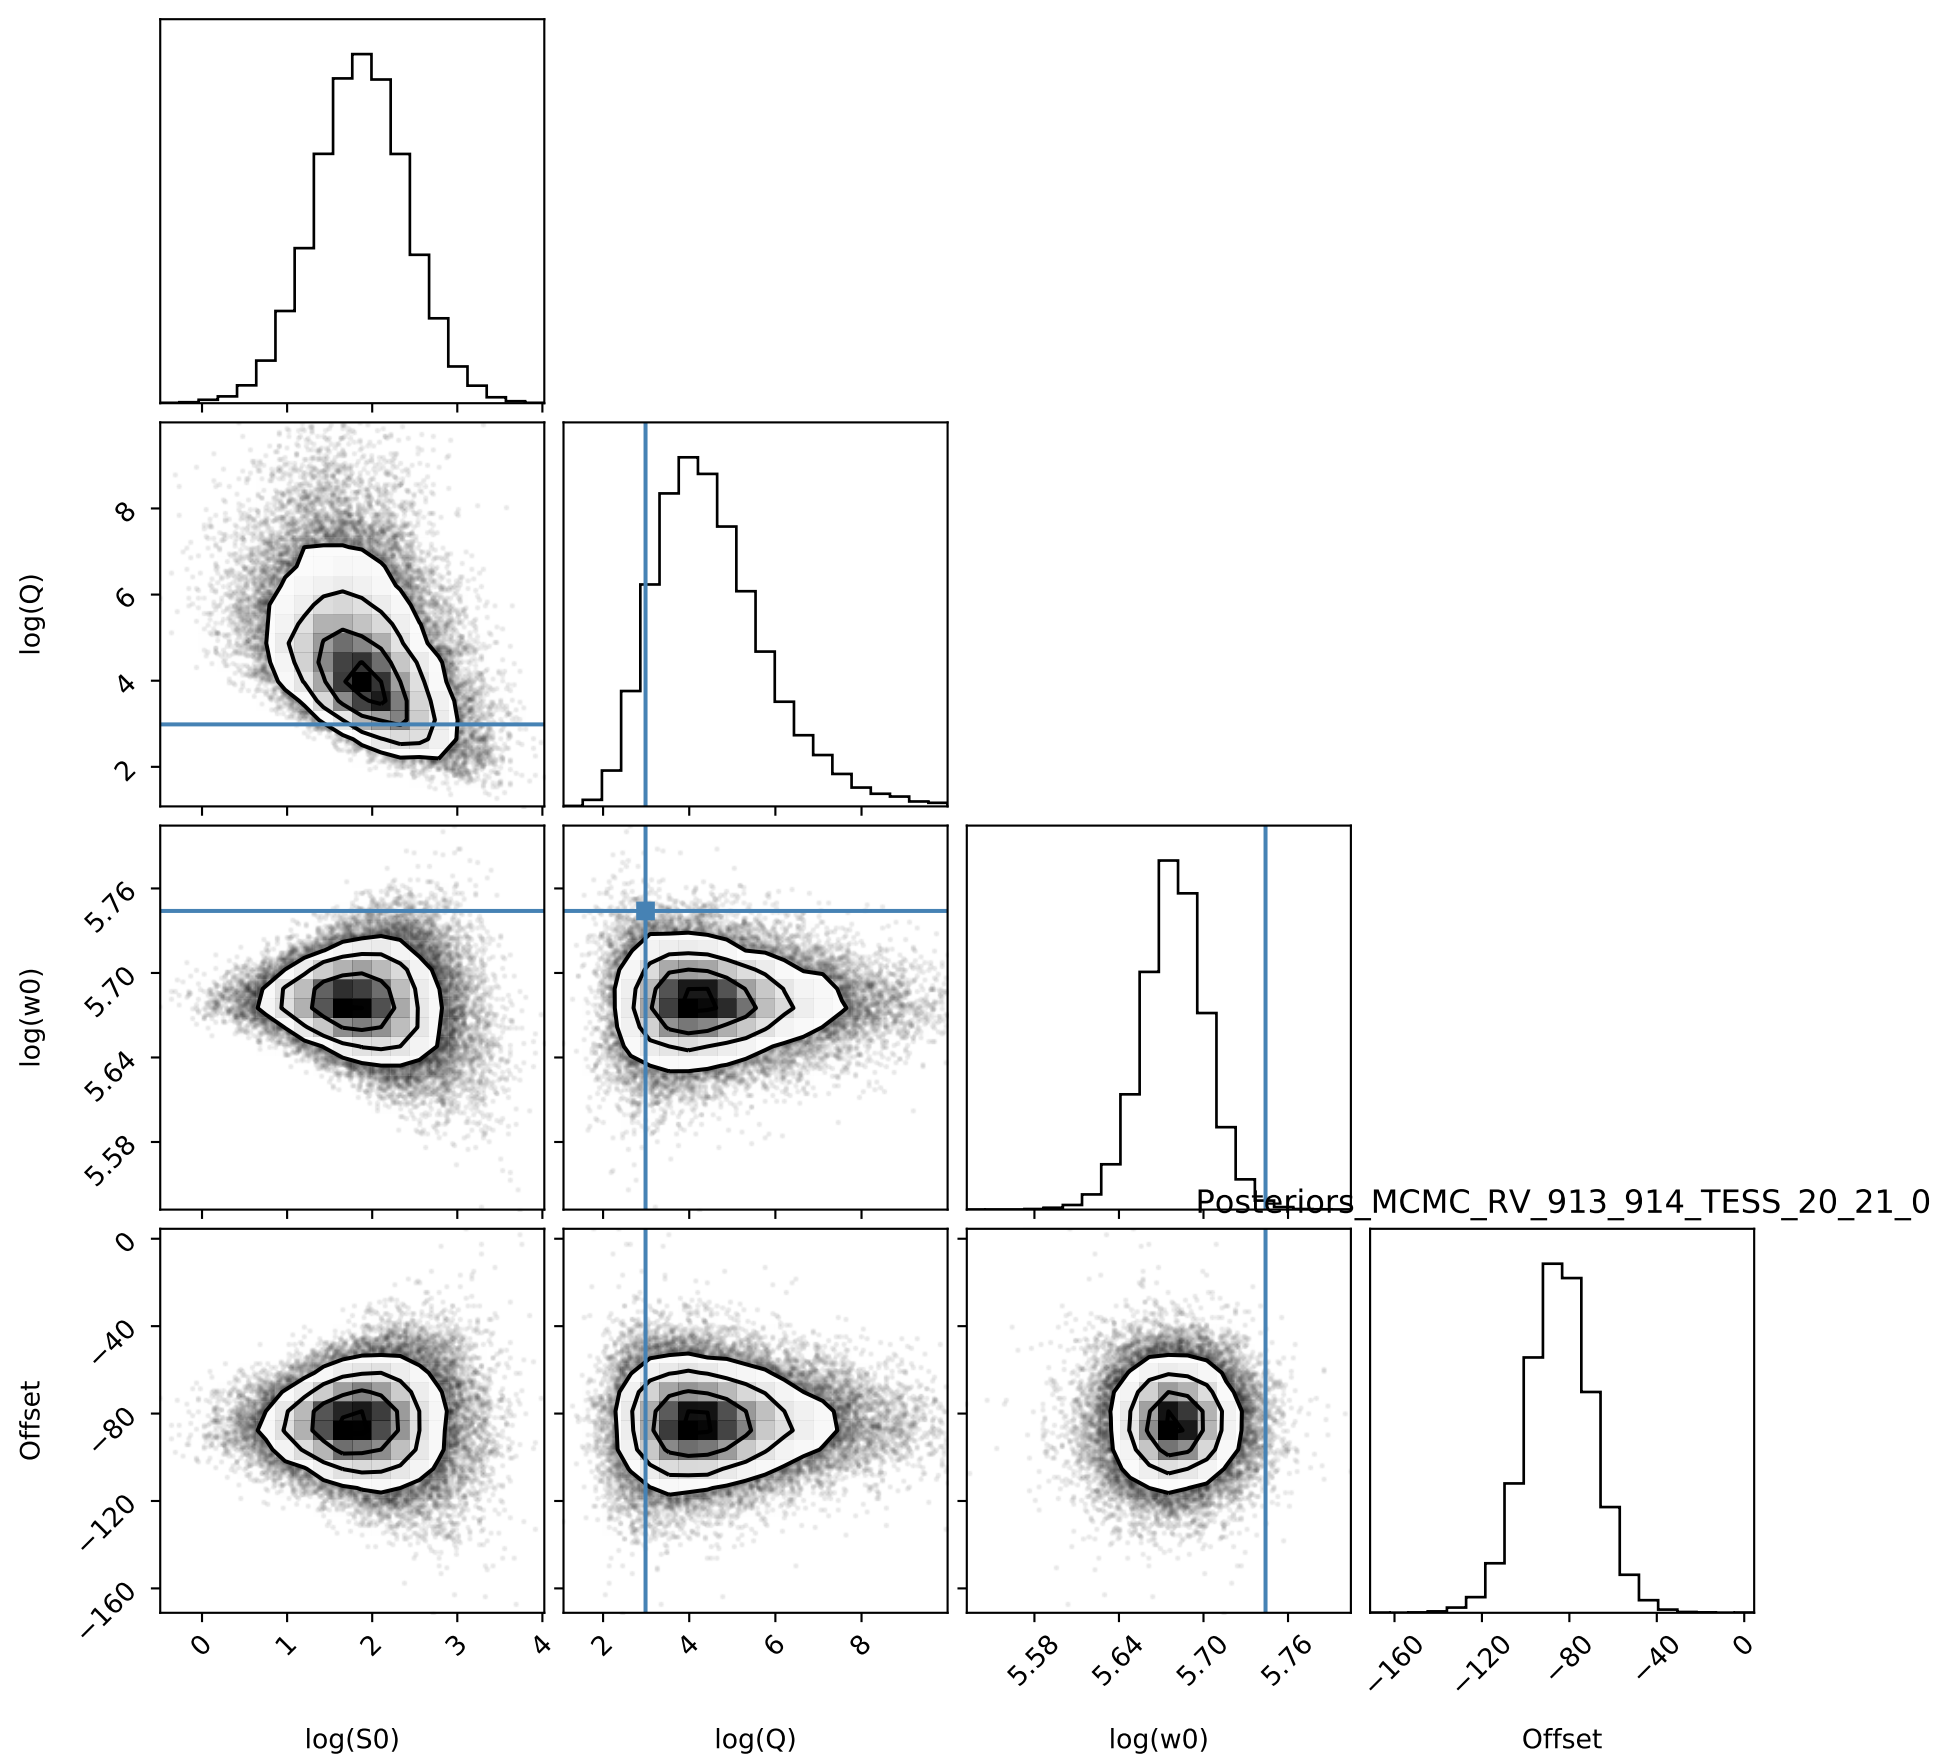 log(Q)
8
6
4
2
log(w0)
5.76
5.70
5.64
5.58
Posteriors_MCMC_RV_913_914_TESS_20_21_0
Offset
0
−40
−80
−120
−160
0 1 2 3 4
2 4 6 8
5.58 5.64 5.70 5.76
−160 −120 −80 −40 0
log(S0) log(Q) log(w0) Offset